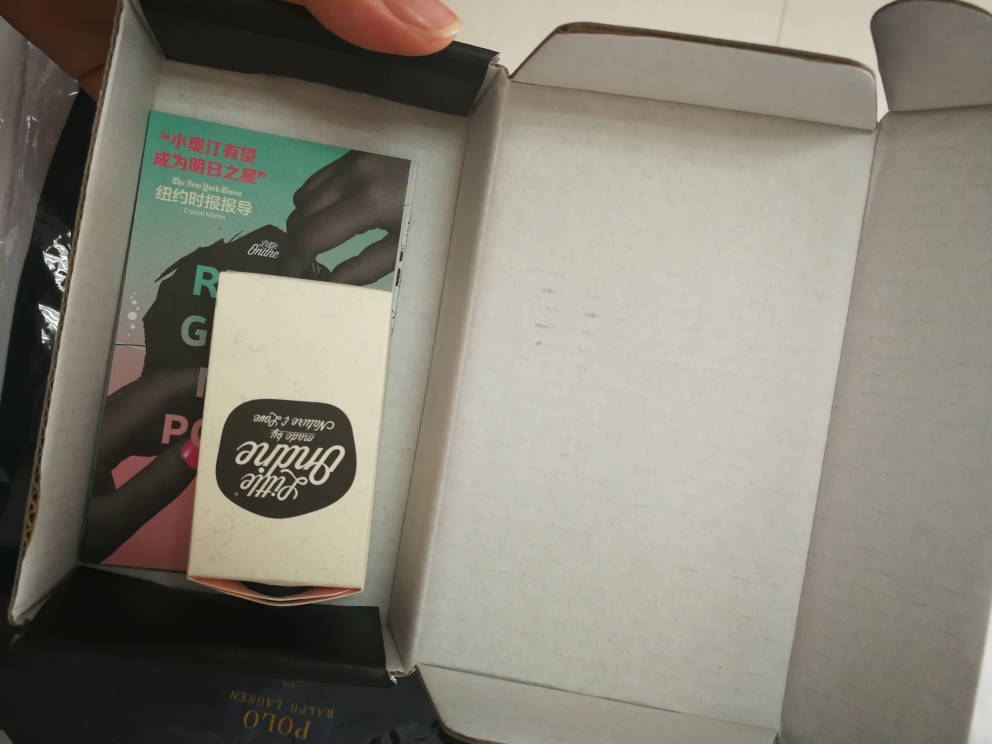 “小奥汀有望
成为明日之星”
The New York Times
纽约时报报导
Crystal Martin
Little
Ondine
R
G
PO
Little
Ondine
made by
Nature & Love
POLO
RALPH LAUREN